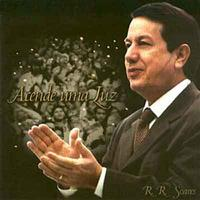 Acende uma Luz
R. R. Soares